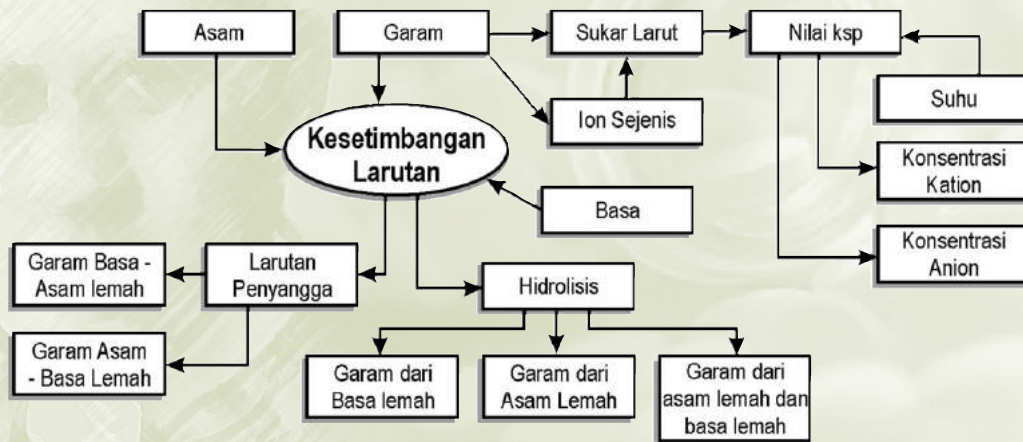 Asam
Garam
Sukar Larut
Nilai ksp
Suhu
Ion Sejenis
Kesetimbangan
Larutan
Konsentrasi
Kation
Basa
Konsentrasi
Anion
Garam Basa -
Asam lemah
Larutan
Penyangga
Hidrolisis
Garam Asam
- Basa Lemah
Garam dari
Basa lemah
Garam dari
Asam Lemah
Garam dari
asam lemah dan
basa lemah